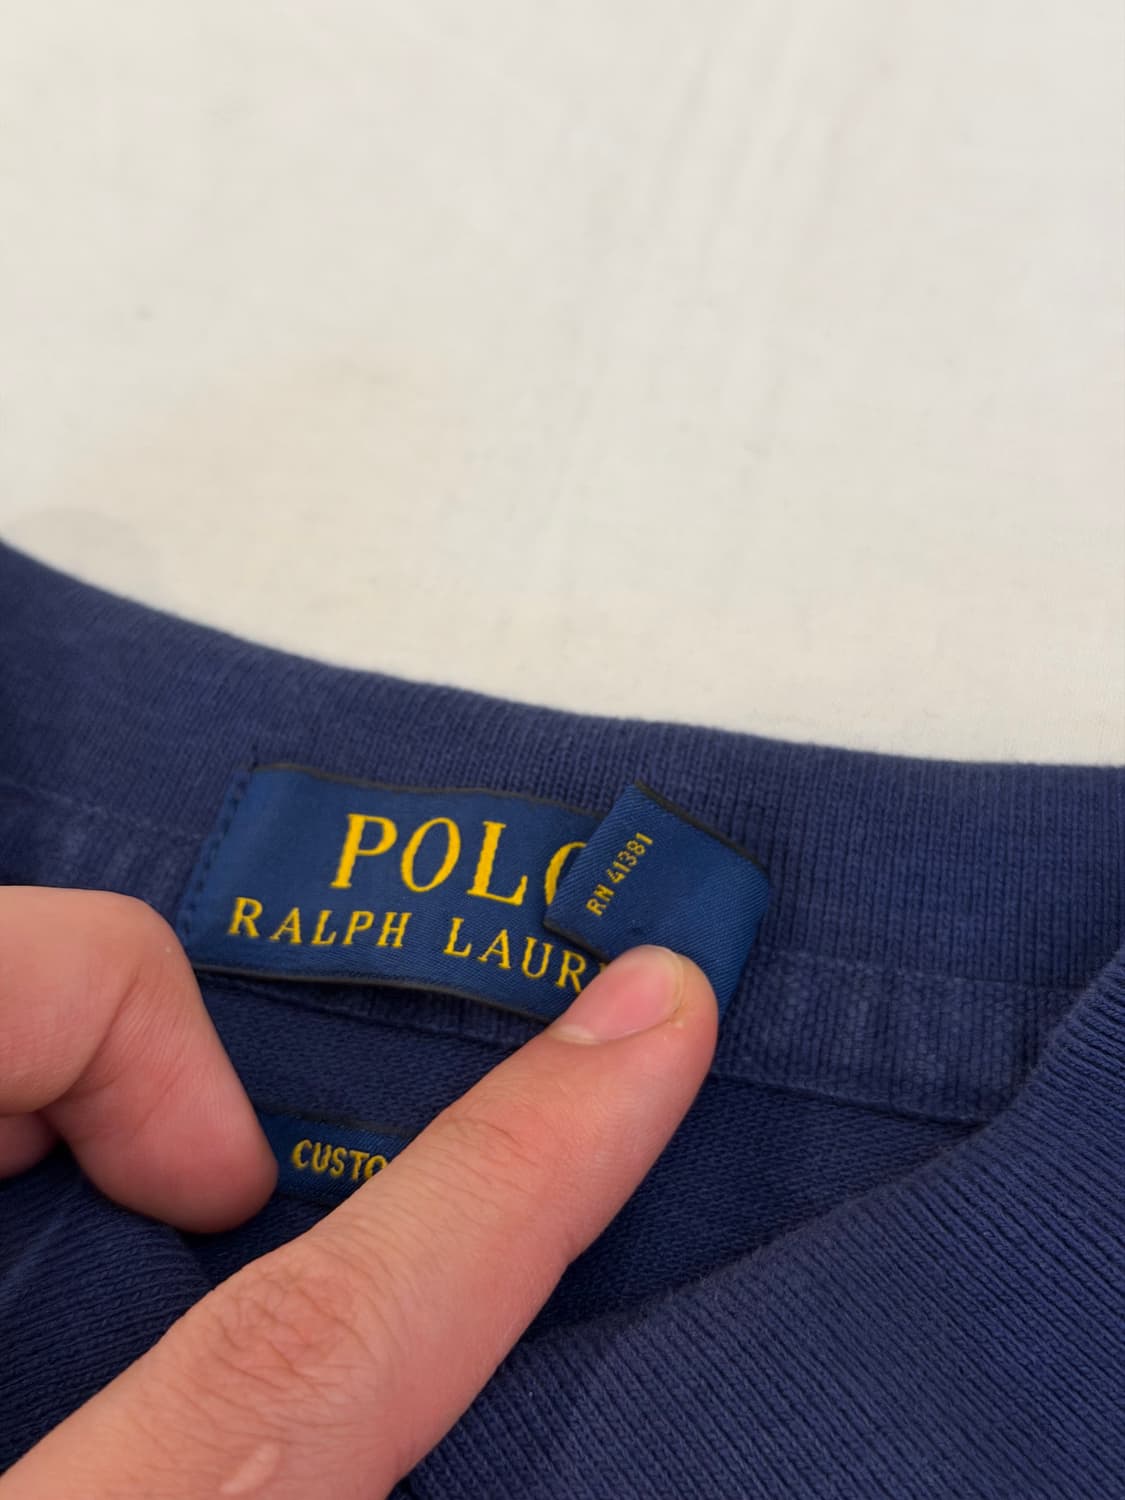 POLO
RALPH LAUR
RN 41381
CUSTO